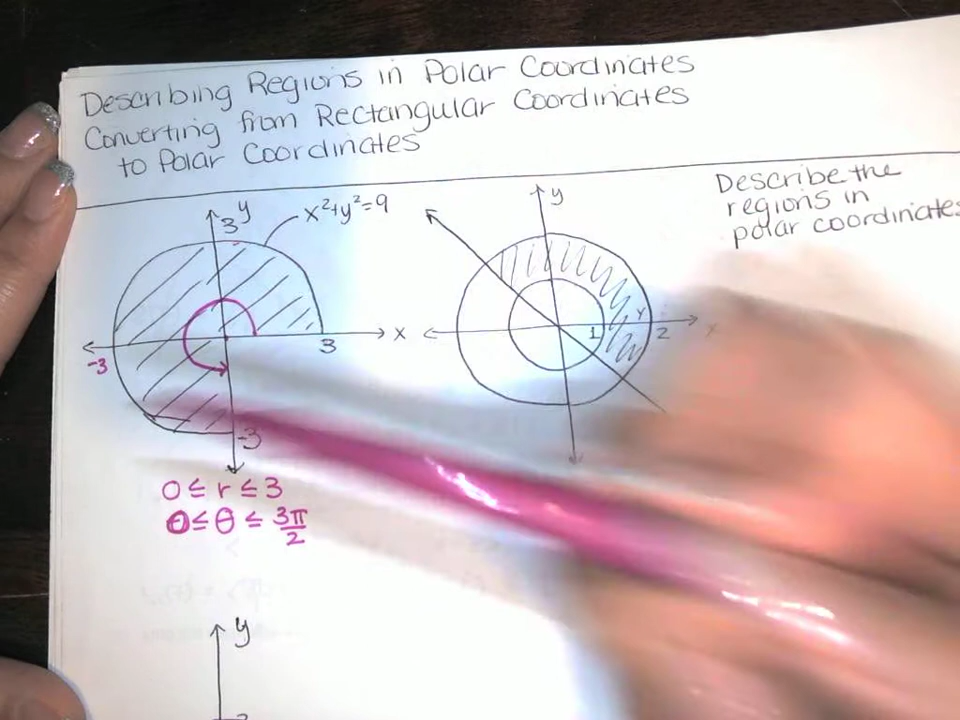 Describing Regions in Polar Coordinates
Converting from Rectangular Coordinates
to Polar Coordinates
Describe the
regions in
polar coordinates
y
3
x²+y²=9
x
3
-3
-3
0 ≤ r ≤ 3
0 ≤ θ ≤ 3π/2
y
1
2
y